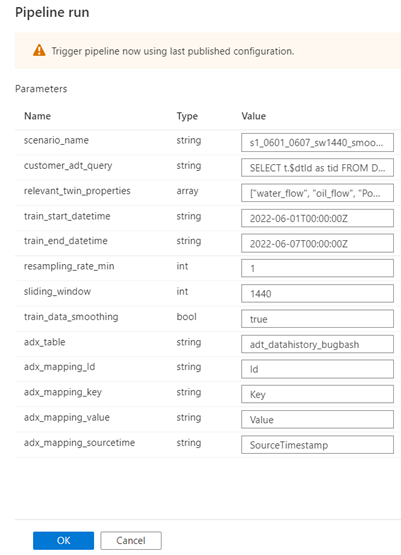 Pipeline run
Trigger pipeline now using last published configuration.
Parameters
Name Type Value
scenario_name string s1_0601_0607_sw1440_smoo...
customer_adt_query string SELECT t.$dtId as tid FROM D...
relevant_twin_properties array ["water_flow", "oil_flow", "Po...
train_start_datetime string 2022-06-01T00:00:00Z
train_end_datetime string 2022-06-07T00:00:00Z
resampling_rate_min int 1
sliding_window int 1440
train_data_smoothing bool true
adx_table string adt_datahistory_bugbash
adx_mapping_Id string Id
adx_mapping_key string Key
adx_mapping_value string Value
adx_mapping_sourcetime string SourceTimestamp
OK Cancel